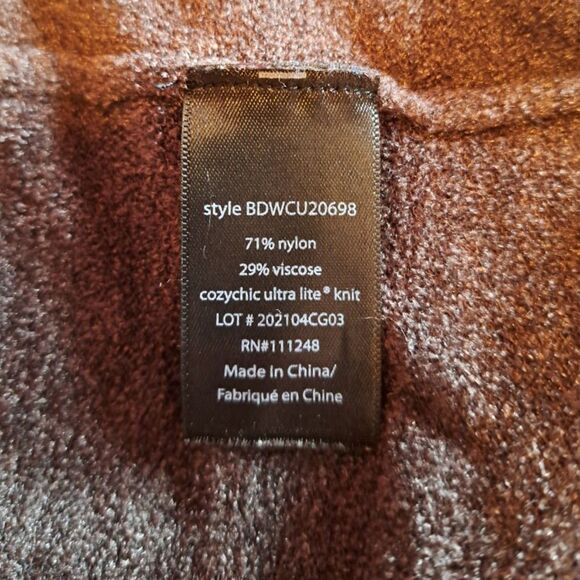 style BDWCU20698
71% nylon
29% viscose
cozychic ultra lite® knit
LOT # 202104CG03
RN#111248
Made in China/
Fabriqué en Chine